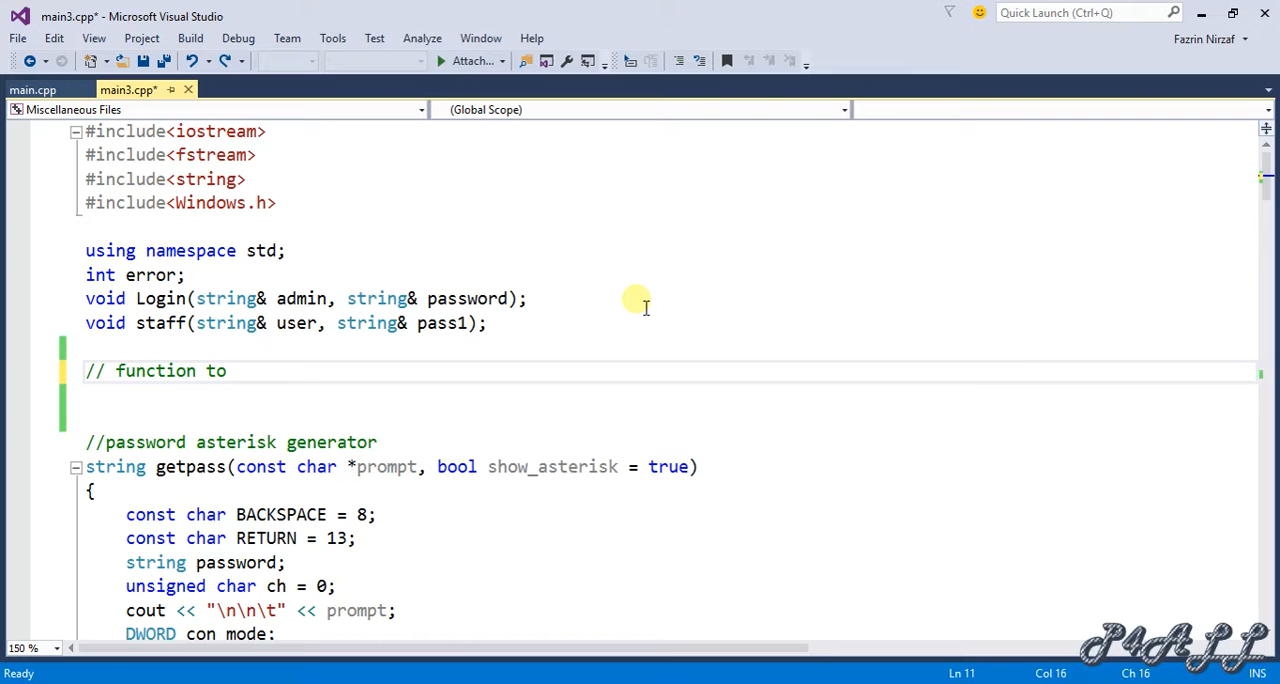 main3.cpp* - Microsoft Visual Studio
Quick Launch (Ctrl+Q)
File Edit View Project Build Debug Team Tools Test Analyze Window Help
Fazrin Nirzaf
Attach...
main.cpp main3.cpp*
Miscellaneous Files (Global Scope)
#include<iostream>
#include<fstream>
#include<string>
#include<Windows.h>
using namespace std;
int error;
void Login(string& admin, string& password);
void staff(string& user, string& pass1);
// function to
//password asterisk generator
string getpass(const char *prompt, bool show_asterisk = true)
{
const char BACKSPACE = 8;
const char RETURN = 13;
string password;
unsigned char ch = 0;
cout << "\n\n\t" << prompt;
DWORD con_mode;
150 %
P4ALL
Ready Ln 11 Col 16 Ch 16 INS